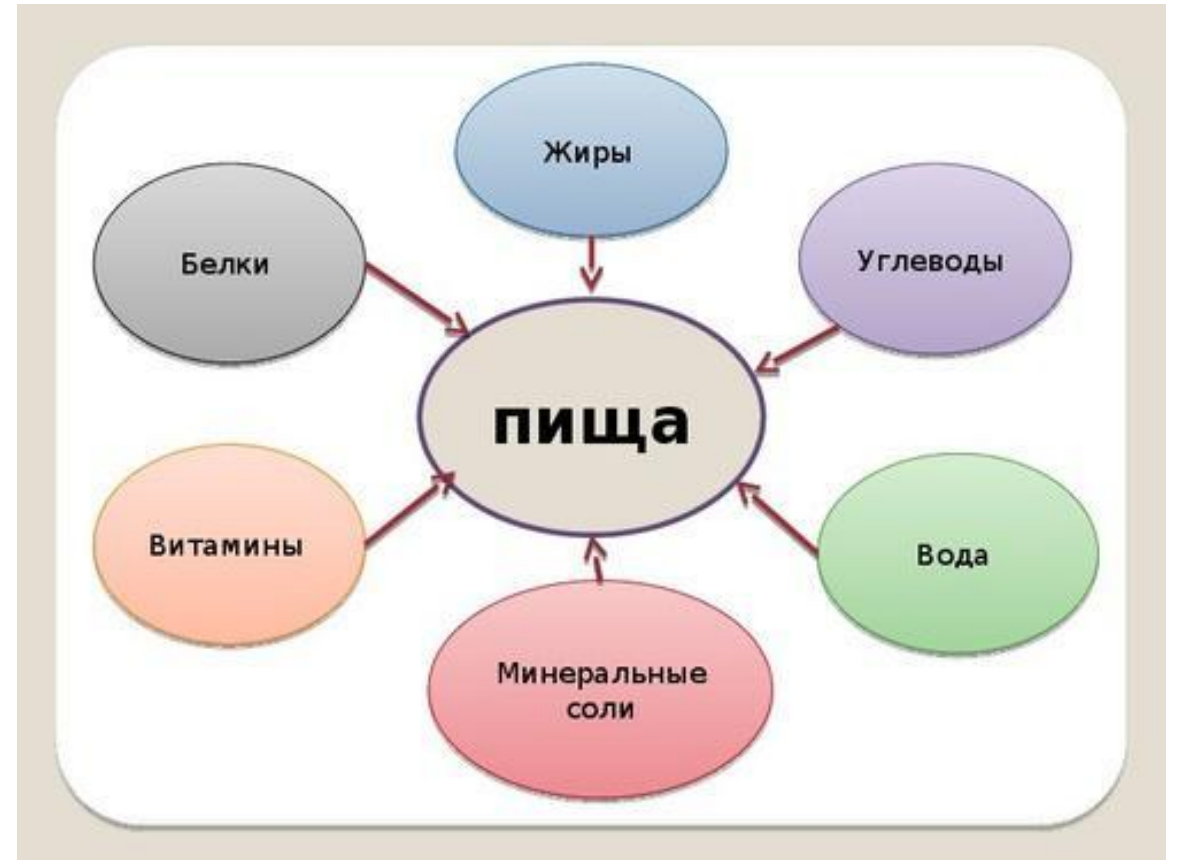 Жиры
Белки
Углеводы
пища
Витамины
Вода
Минеральные
соли